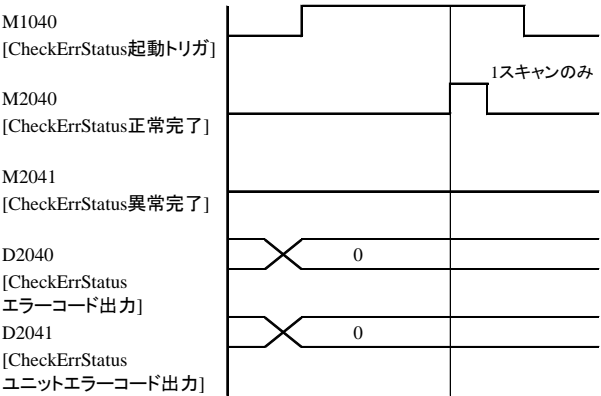 M1040
[CheckErrStatus起動トリガ]
1スキャンのみ
M2040
[CheckErrStatus正常完了]
M2041
[CheckErrStatus異常完了]
D2040
0
[CheckErrStatus
エラーコード出力]
D2041
0
[CheckErrStatus
ユニットエラーコード出力]